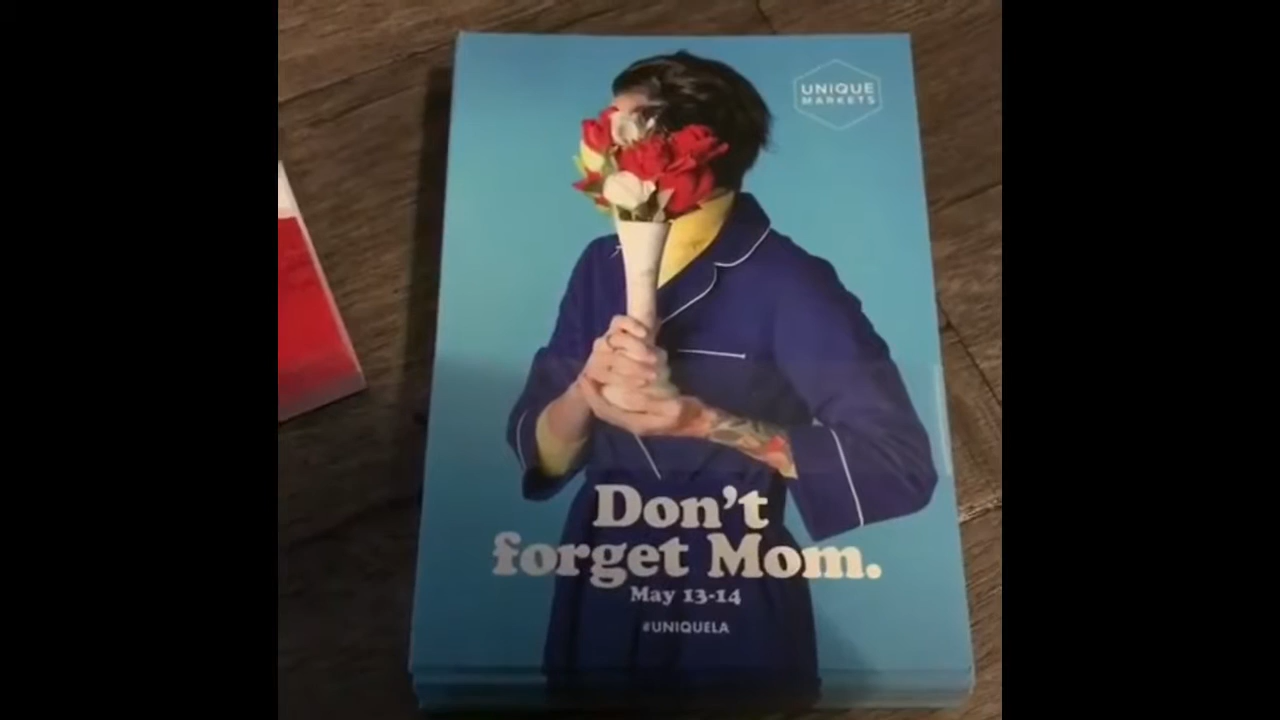 UNIQUE
MARKETS
Don't
forget Mom.
May 13-14
#UNIQUELA